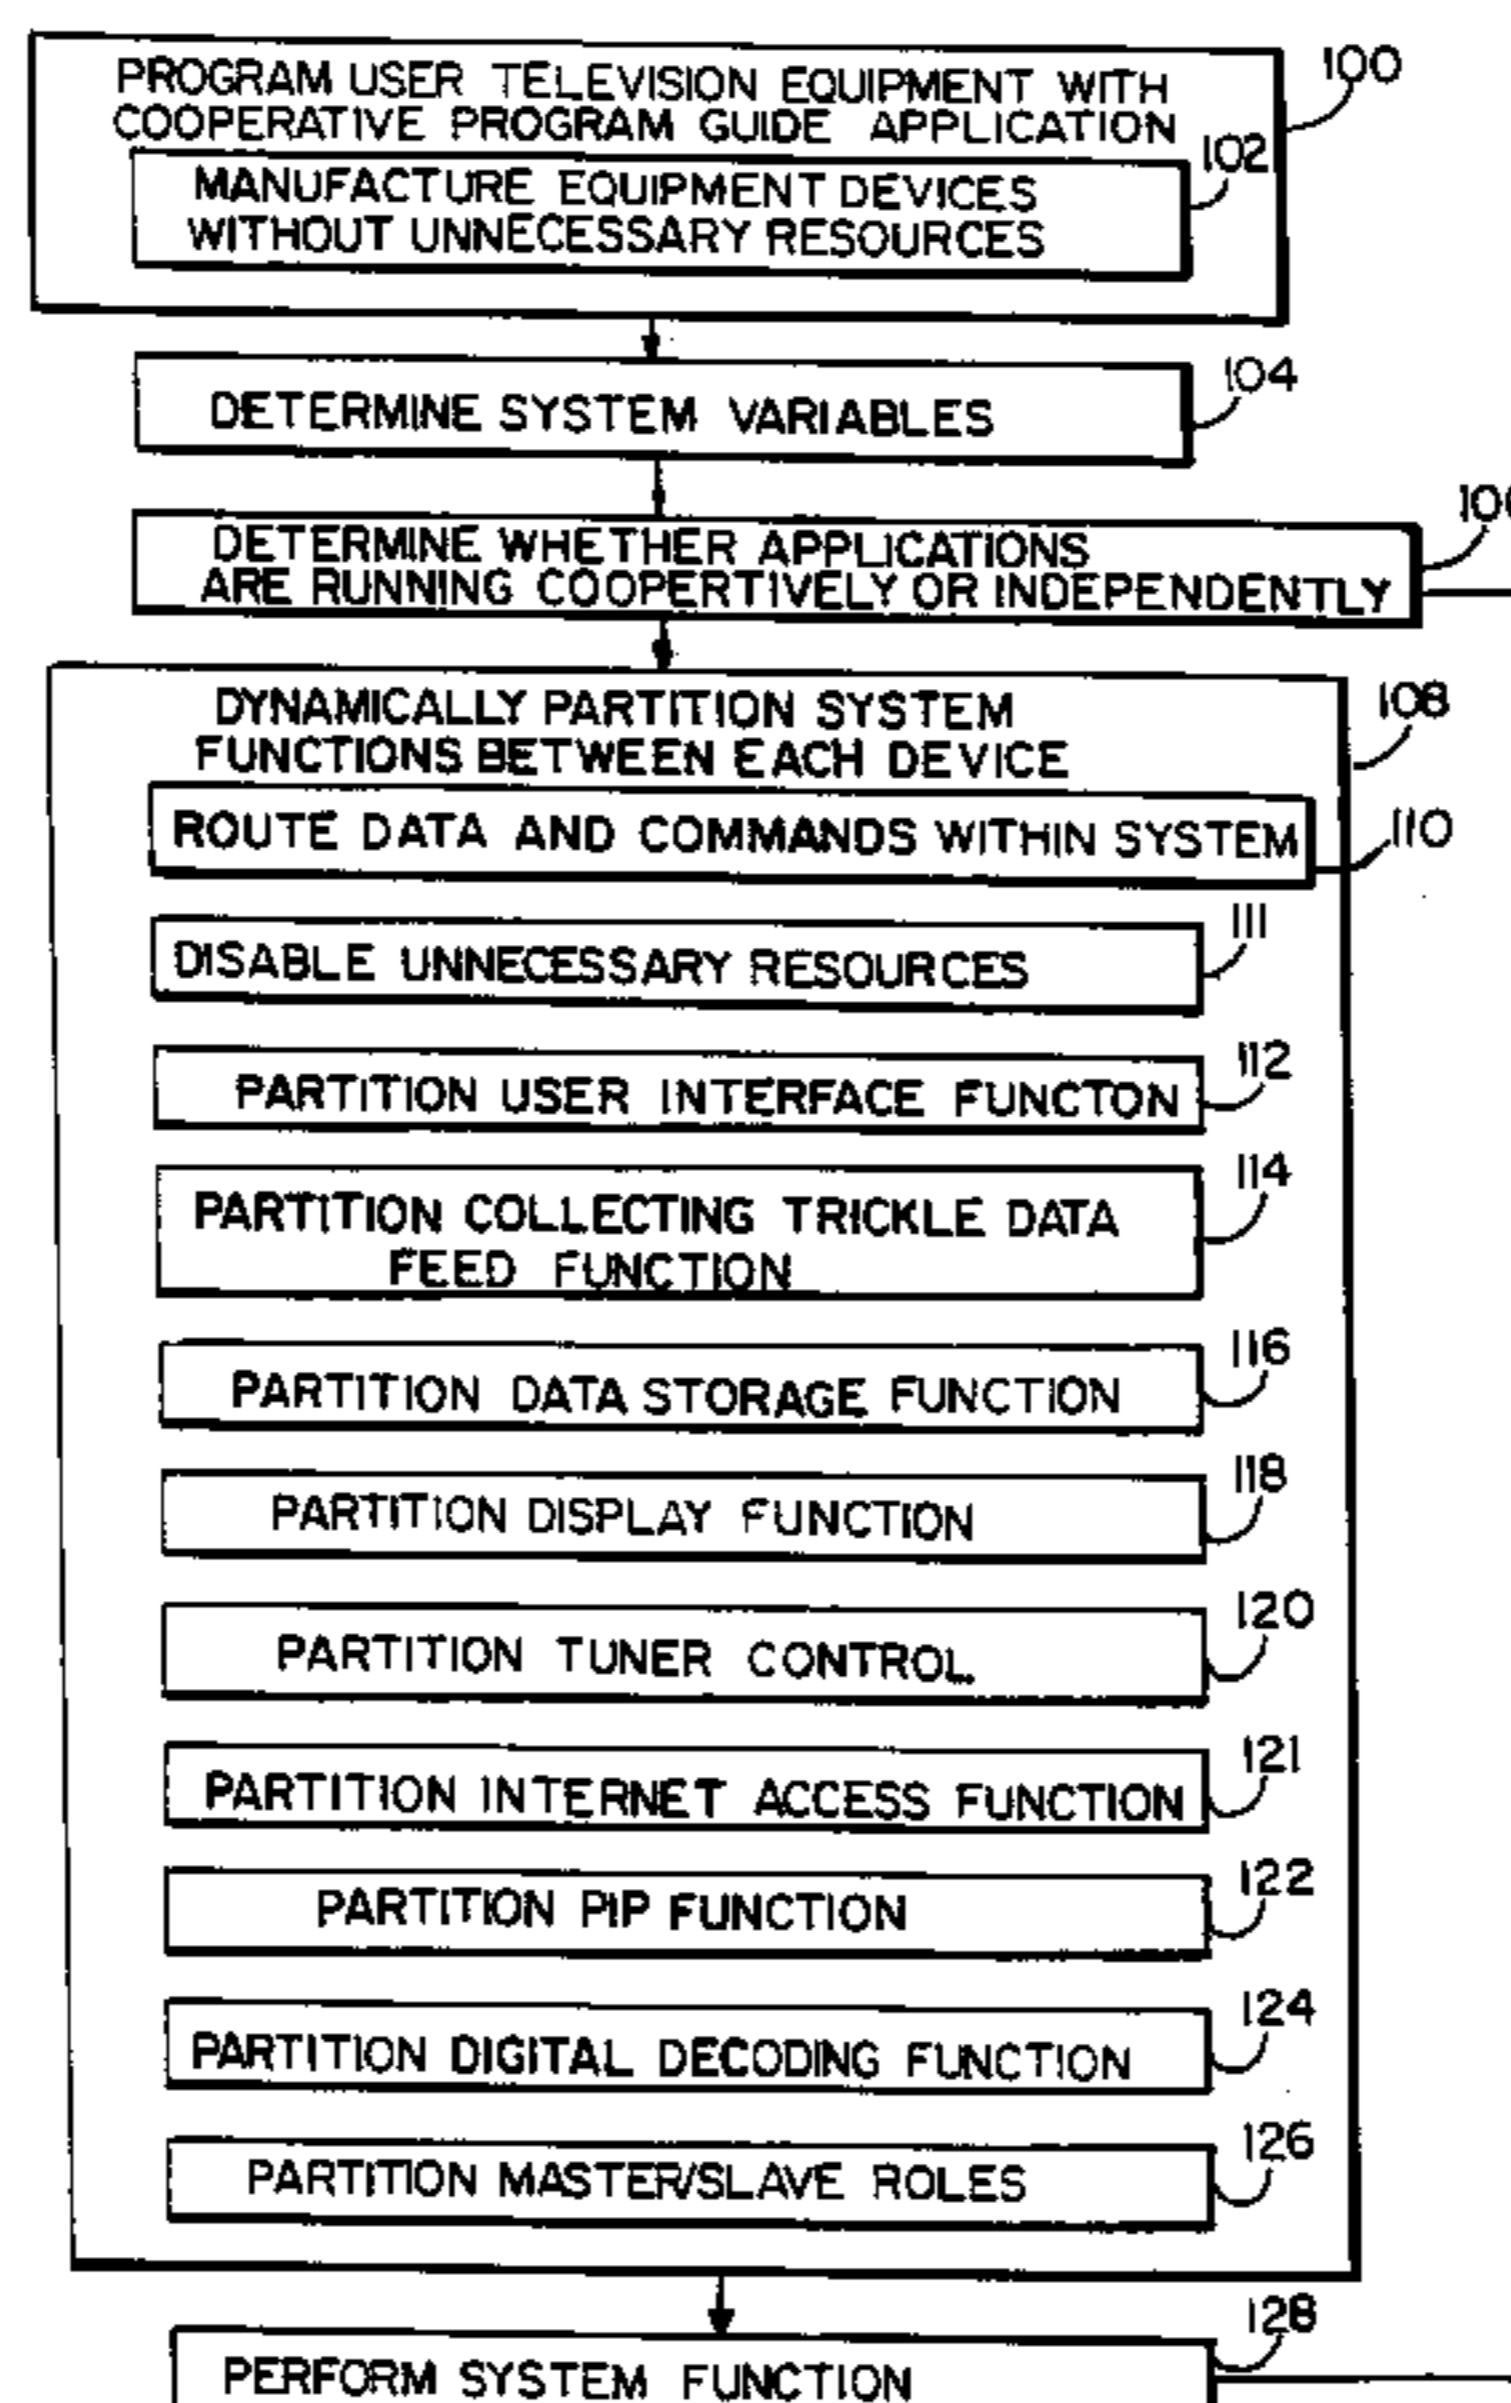 PROGRAM USER TELEVISION EQUIPMENT WITH
COOPERATIVE PROGRAM GUIDE APPLICATION
100
MANUFACTURE EQUIPMENT DEVICES
WITHOUT UNNECESSARY RESOURCES
102
DETERMINE SYSTEM VARIABLES
104
DETERMINE WHETHER APPLICATIONS
ARE RUNNING COOPERTIVELY OR INDEPENDENTLY
DYNAMICALLY PARTITION SYSTEM
FUNCTIONS BETWEEN EACH DEVICE
108
ROUTE DATA AND COMMANDS WITHIN SYSTEM
110
DISABLE UNNECESSARY RESOURCES
111
PARTITION USER INTERFACE FUNCTON
112
PARTITION COLLECTING TRICKLE DATA
FEED FUNCTION
114
PARTITION DATA STORAGE FUNCTION
116
PARTITION DISPLAY FUNCTION
118
PARTITION TUNER CONTROL
120
PARTITION INTERNET ACCESS FUNCTION
121
PARTITION PIP FUNCTION
122
PARTITION DIGITAL DECODING FUNCTION
124
PARTITION MASTER/SLAVE ROLES
126
PERFORM SYSTEM FUNCTION
128